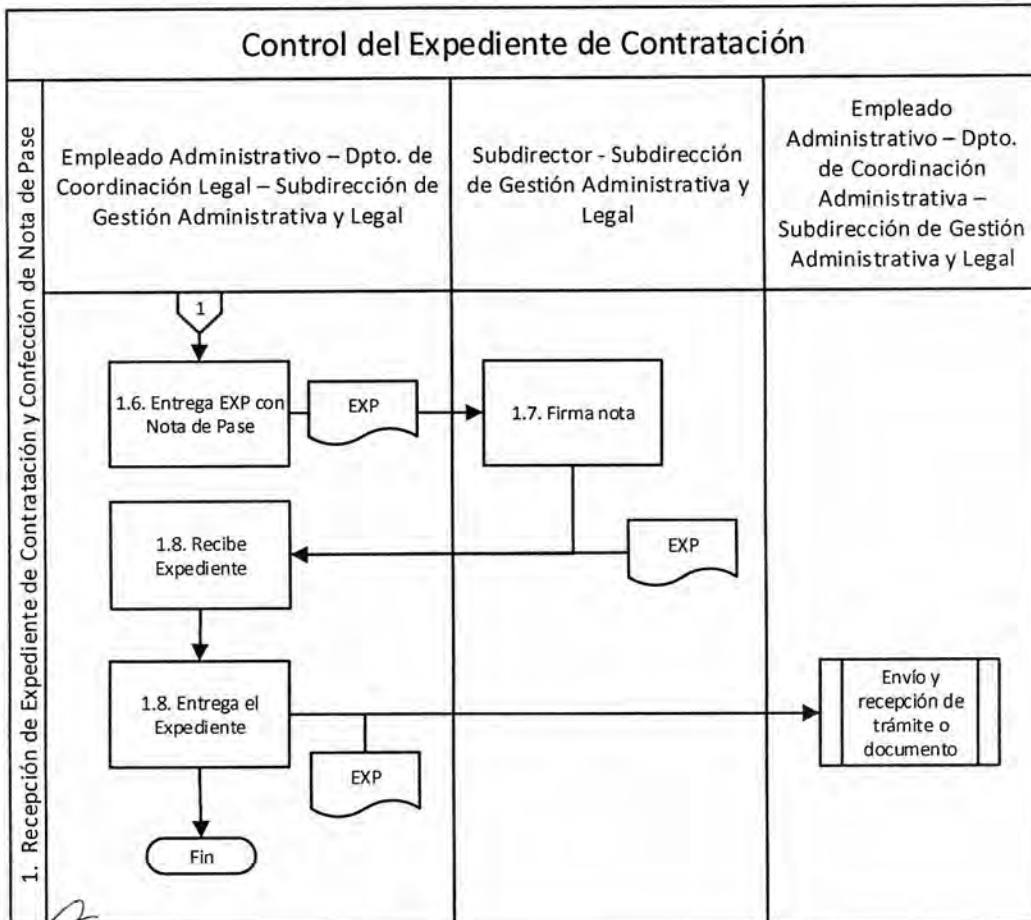 Control del Expediente de Contratación
1. Recepción de Expediente de Contratación y Confección de Nota de Pase
Empleado Administrativo – Dpto. de
Coordinación Legal – Subdirección de
Gestión Administrativa y Legal
Subdirector - Subdirección
de Gestión Administrativa y
Legal
Empleado
Administrativo – Dpto.
de Coordinación
Administrativa –
Subdirección de Gestión
Administrativa y Legal
1
1.6. Entrega EXP con
Nota de Pase
EXP
1.7. Firma nota
1.8. Recibe
Expediente
EXP
1.8. Entrega el
Expediente
EXP
Envío y
recepción de
trámite o
documento
Fin